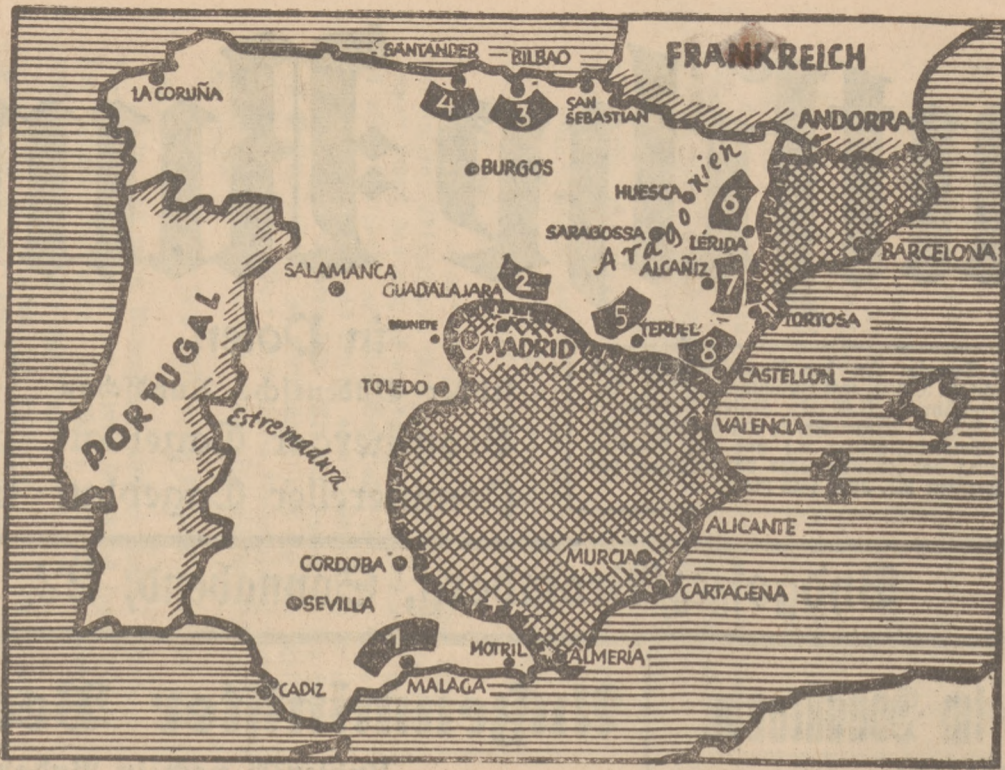 SANTANDER
BILBAO
FRANKREICH
LA CORUÑA
4
3
SAN
SEBASTIAN
ANDORRA
BURGOS
HUESCA
Aragonien
6
SARAGOSSA
LÉRIDA
BARCELONA
SALAMANCA
ALCAÑIZ
7
GUADALAJARA
2
5
TORTOSA
BRUNETE
TERUEL
MADRID
8
PORTUGAL
TOLEDO
CASTELLON
Estremadura
VALENCIA
ALICANTE
MURCIA
CORDOBA
CARTAGENA
SEVILLA
1
MOTRIL
ALMERÍA
CADIZ
MALAGA